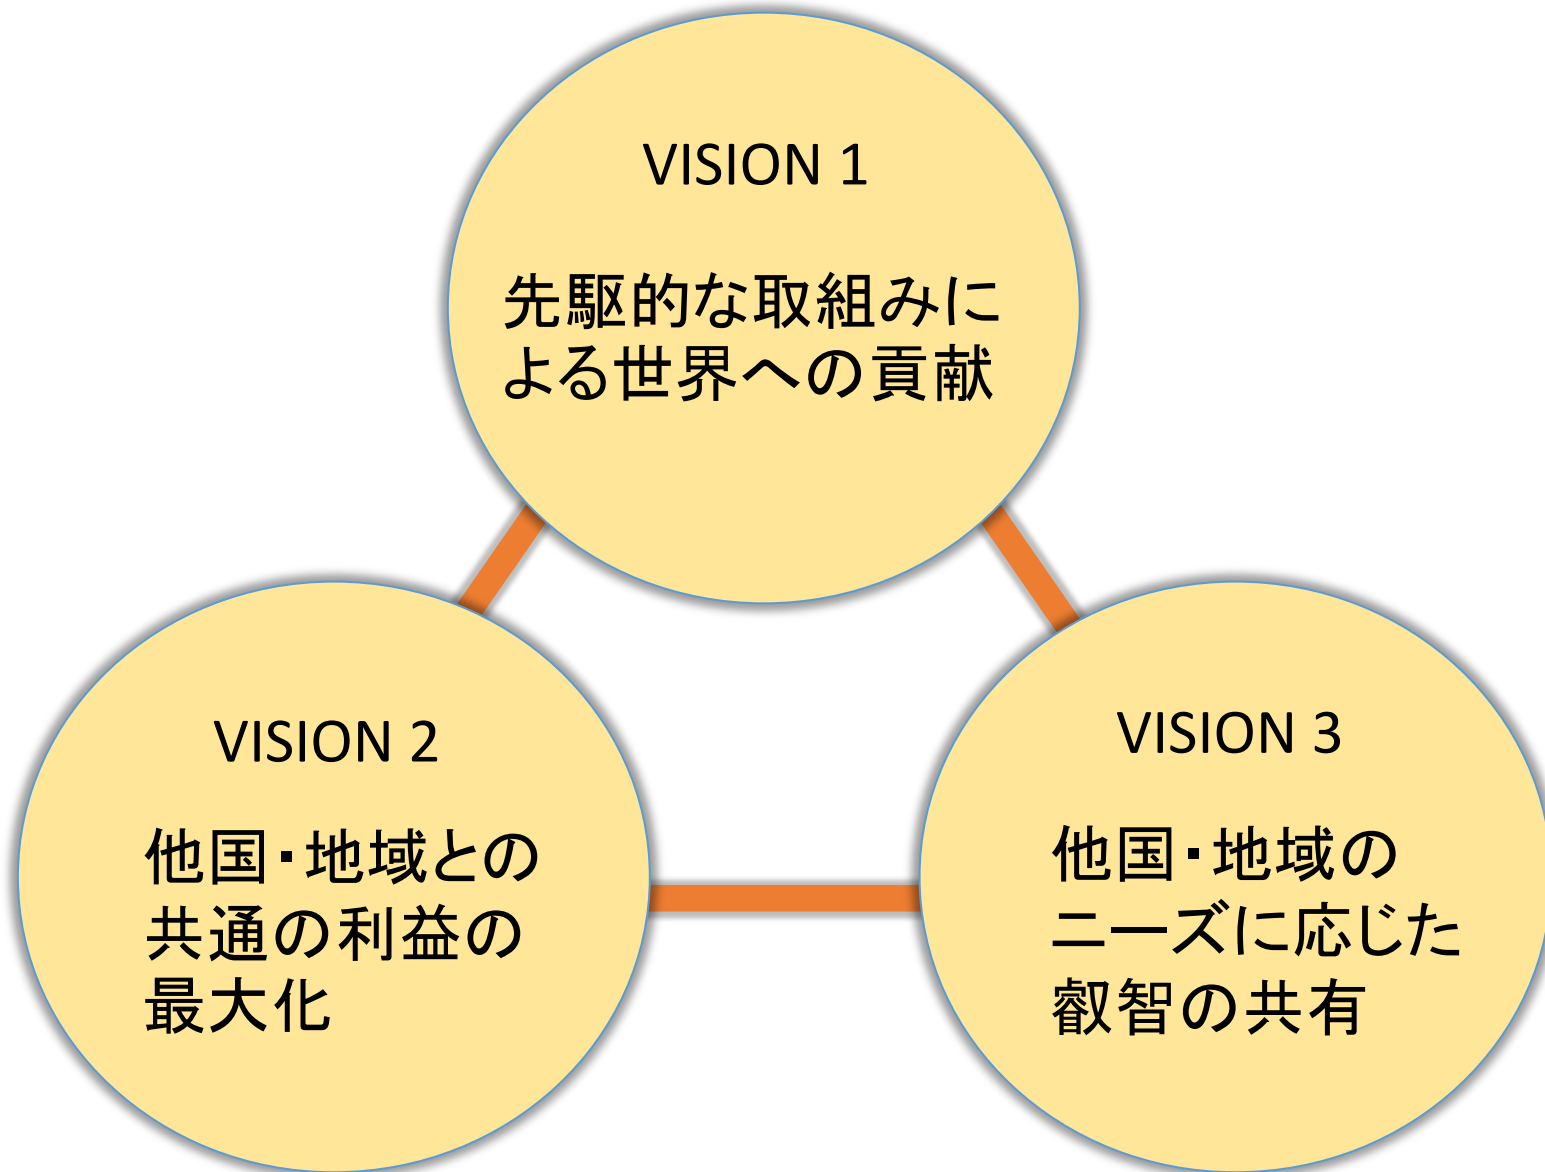 VISION 1
先駆的な取組みに
よる世界への貢献
VISION 2
他国・地域との
共通の利益の
最大化
VISION 3
他国・地域の
ニーズに応じた
叡智の共有